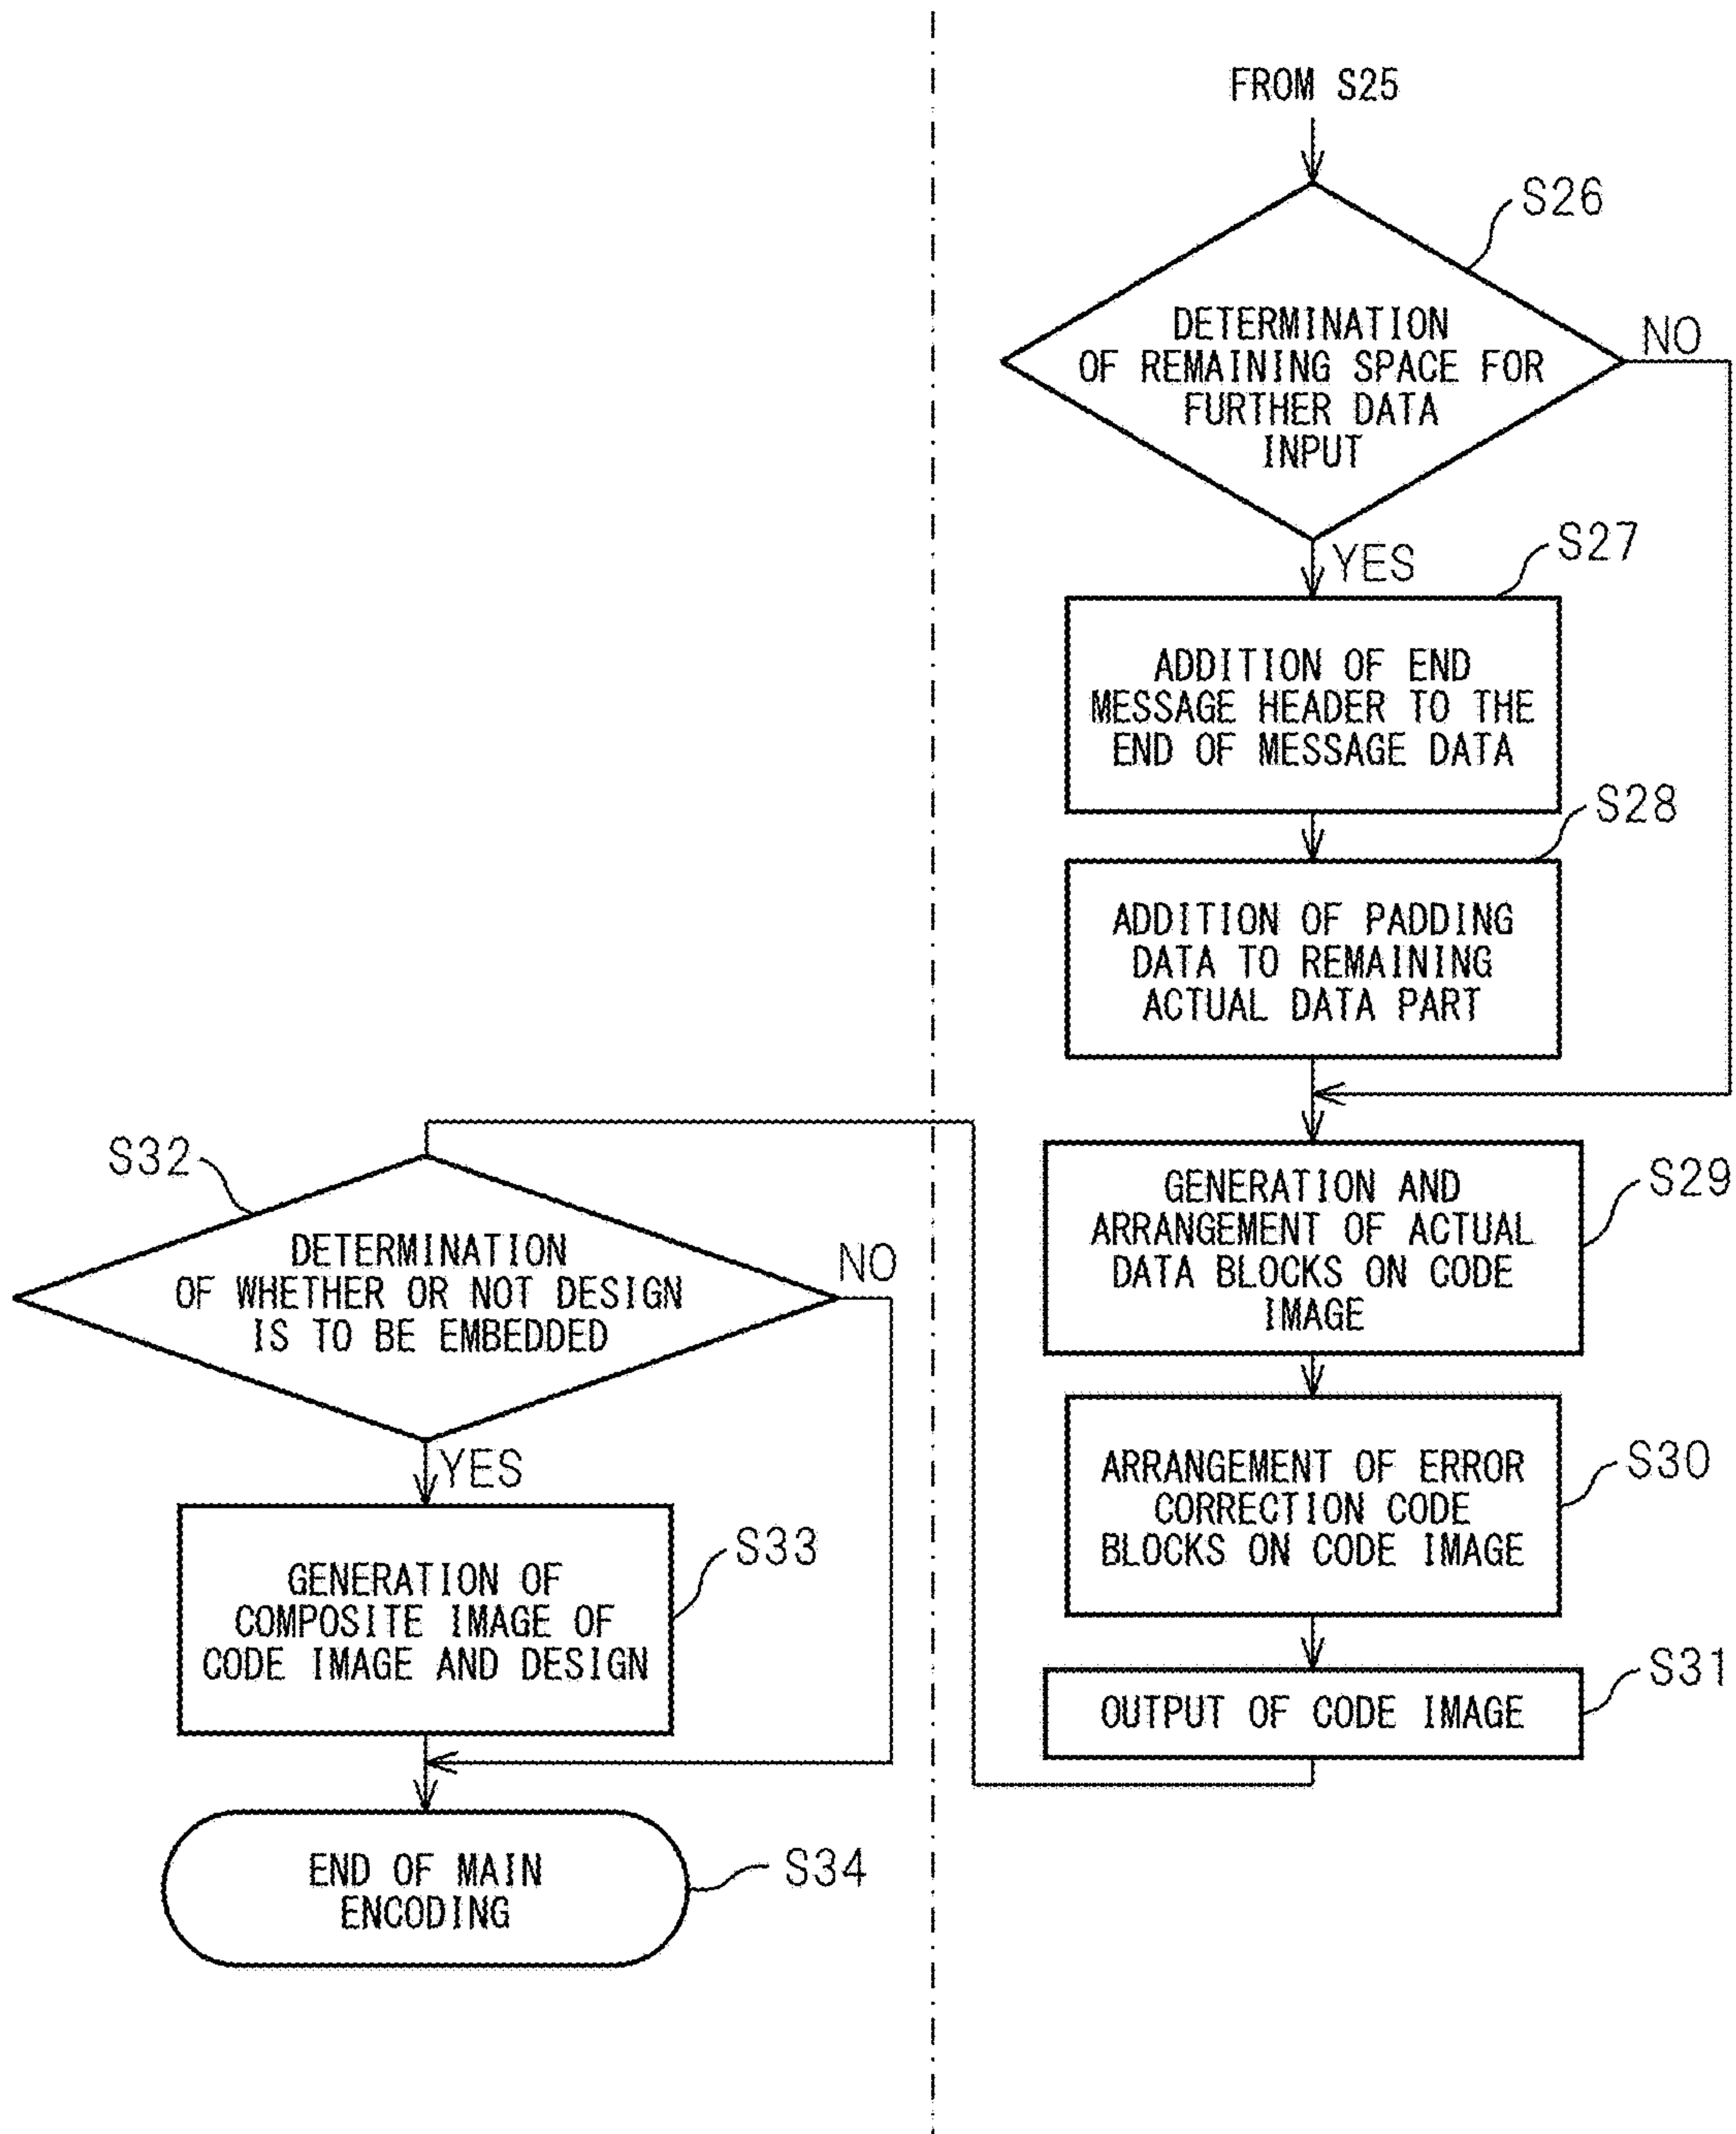 FROM S25
S26
DETERMINATION
OF REMAINING SPACE FOR
FURTHER DATA
INPUT
NO
YES
S27
ADDITION OF END
MESSAGE HEADER TO THE
END OF MESSAGE DATA
S28
ADDITION OF PADDING
DATA TO REMAINING
ACTUAL DATA PART
S29
GENERATION AND
ARRANGEMENT OF ACTUAL
DATA BLOCKS ON CODE
IMAGE
S30
ARRANGEMENT OF ERROR
CORRECTION CODE
BLOCKS ON CODE IMAGE
S31
OUTPUT OF CODE IMAGE
S32
DETERMINATION
OF WHETHER OR NOT DESIGN
IS TO BE EMBEDDED
NO
YES
S33
GENERATION OF
COMPOSITE IMAGE OF
CODE IMAGE AND DESIGN
END OF MAIN
ENCODING
S34